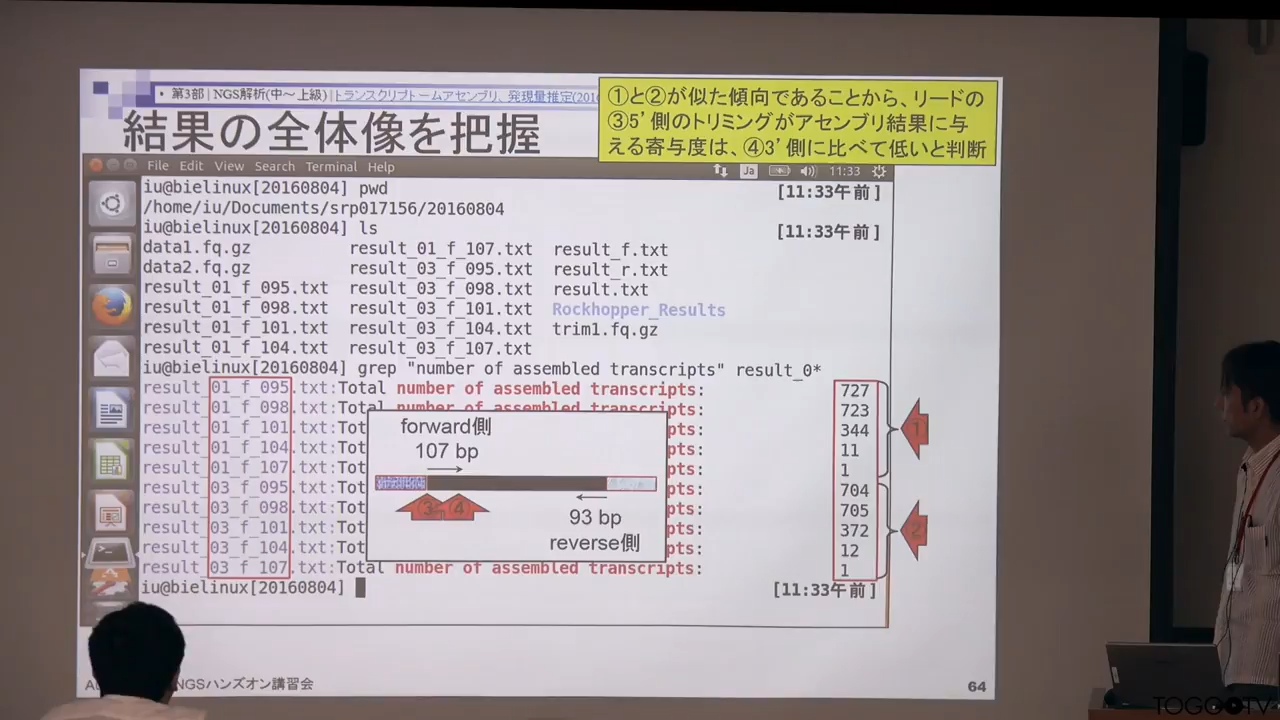 • 第3部 | NGS解析(中～上級) | トランスクリプトームアセンブリ、発現量推定(201
結果の全体像を把握
①と②が似た傾向であることから、リードの
③5’側のトリミングがアセンブリ結果に与
える寄与度は、④3’側に比べて低いと判断
File Edit View Search Terminal Help
Ja 11:33
iu@bielinux[20160804] pwd [11:33午前]
/home/iu/Documents/srp017156/20160804
iu@bielinux[20160804] ls [11:33午前]
data1.fq.gz result_01_f_107.txt result_f.txt
data2.fq.gz result_03_f_095.txt result_r.txt
result_01_f_095.txt result_03_f_098.txt result.txt
result_01_f_098.txt result_03_f_101.txt Rockhopper_Results
result_01_f_101.txt result_03_f_104.txt trim1.fq.gz
result_01_f_104.txt result_03_f_107.txt
iu@bielinux[20160804] grep "number of assembled transcripts" result_0*
result_01_f_095.txt:Total number of assembled transcripts: 727
result_01_f_098.txt:Total number of assembled transcripts: 723
result_01_f_101.txt:Tot pts: 344
result_01_f_104.txt:Tot pts: 11
result_01_f_107.txt:Tot pts: 1
result_03_f_095.txt:Tot pts: 704
result_03_f_098.txt:Tot pts: 705
result_03_f_101.txt:Tot pts: 372
result_03_f_104.txt:Tot pts: 12
result_03_f_107.txt:Total number of assembled transcripts: 1
iu@bielinux[20160804] [11:33午前]
forward側
107 bp
③ ④
93 bp
reverse側
①
②
NGSハンズオン講習会
64
TOGOTV